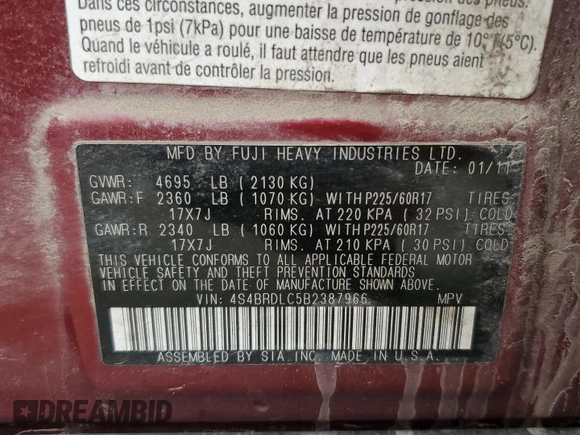 Dans ces circonstances, augmenter la pression de gonflage des
pneus de 1psi (7kPa) pour une baisse de température de 10° (5°C).
Quand le véhicule a roulé, il faut attendre que les pneus aient
refroidi avant de contrôler la pression.
MFD BY FUJI HEAVY INDUSTRIES LTD.
DATE: 01/11
GVWR: 4695 LB (2130 KG)
GAWR:F 2360 LB (1070 KG) WITH P225/60R17 TIRES
17X7J RIMS. AT 220 KPA (32 PSI) COLD
GAWR:R 2340 LB (1060 KG) WITH P225/60R17 TIRES
17X7J RIMS. AT 210 KPA (30 PSI) COLD
THIS VEHICLE CONFORMS TO ALL APPLICABLE FEDERAL MOTOR
VEHICLE SAFETY AND THEFT PREVENTION STANDARDS
IN EFFECT ON THE DATE OF MANUFACTURE SHOWN ABOVE.
VIN: 4S4BRDLC5B2387966 MPV
ASSEMBLED BY SIA INC. MADE IN U.S.A.
DREAMBID